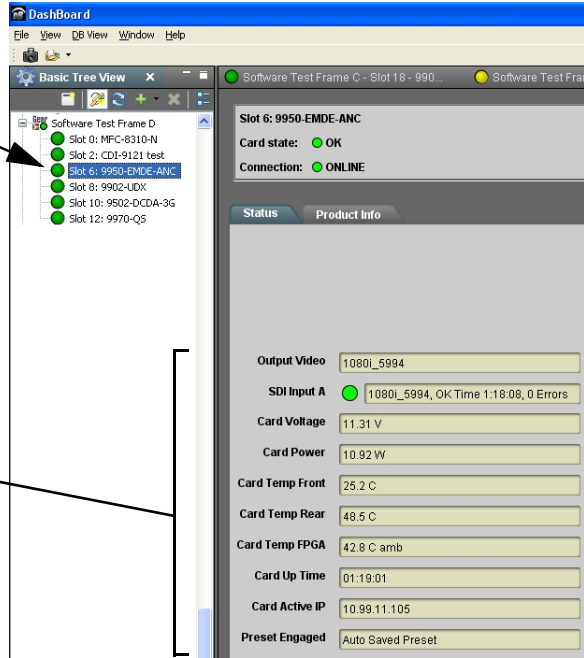 DashBoard
File View DB View Window Help
Basic Tree View
Software Test Frame D
Slot 0: MFC-8310-N
Slot 2: CDI-9121 test
Slot 6: 9950-EMDE-ANC
Slot 8: 9902-UDX
Slot 10: 9502-DCDA-3G
Slot 12: 9970-QS
Software Test Frame C - Slot 18 - 990... Software Test Fra
Slot 6: 9950-EMDE-ANC
Card state: OK
Connection: ONLINE
Status Product Info
Output Video 1080i_5994
SDI Input A 1080i_5994, OK Time 1:18:08, 0 Errors
Card Voltage 11.31 V
Card Power 10.92 W
Card Temp Front 25.2 C
Card Temp Rear 48.5 C
Card Temp FPGA 42.8 C amb
Card Up Time 01:19:01
Card Active IP 10.99.11.105
Preset Engaged Auto Saved Preset